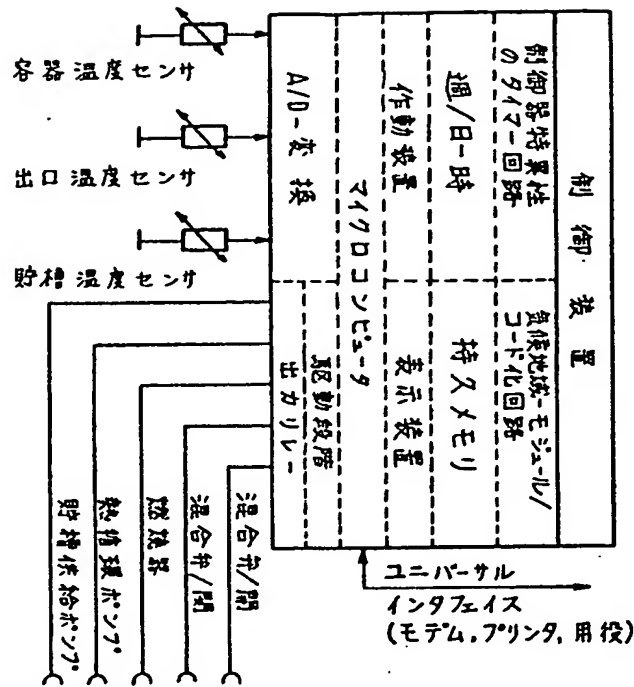 容器温度センサ
出口温度センサ
貯槽温度センサ
A/D-変換
マイクロコンピュータ
作動装置
週/日-時
制御器特異性
のタイマー回路
制御装置
出力リレー
駆動段階
表示装置
持久メモリ
気候地域-モジュール/
コード化回路
貯槽供給ポンプ
熱循環ポンプ
燃焼器
混合弁/閉
混合弁/開
ユニバーサル
インタフェイス
(モデム,プリンタ,用役)